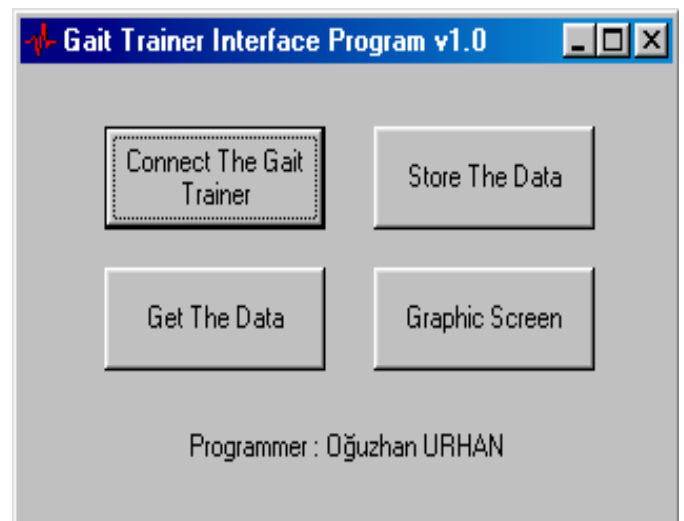 Gait Trainer Interface Program v1.0
Connect The Gait
Trainer
Store The Data
Get The Data
Graphic Screen
Programmer : Oğuzhan URHAN